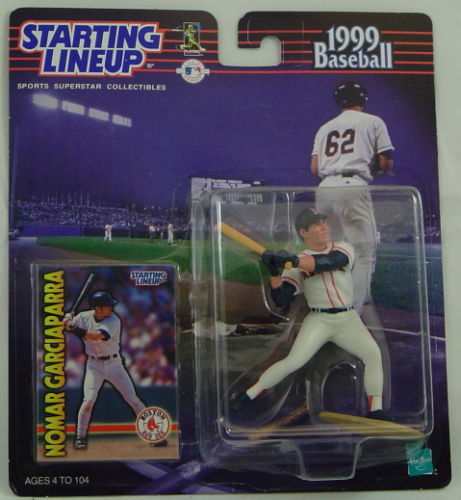 STARTING
LINEUP®
SPORTS SUPERSTAR COLLECTIBLES
1999
Baseball
62
STARTING
LINEUP
NOMAR GARCIAPARRA
BOSTON
RED SOX
AGES 4 TO 104
Hasbro